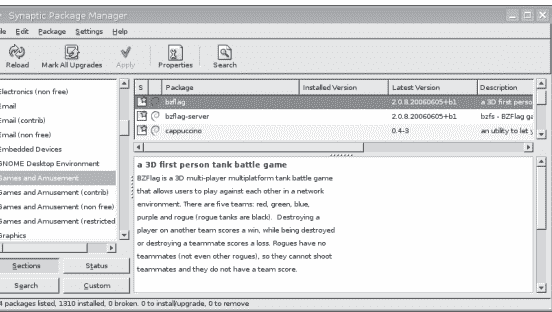 Synaptic Package Manager
Edit Package Settings Help
Reload Mark All Upgrades Apply Properties Search
Electronics (non free)
Email
Email (contrib)
Email (non free)
Embedded Devices
GNOME Desktop Environment
Games and Amusement
Games and Amusement (contrib)
Games and Amusement (non free)
Games and Amusement (restricted
Graphics
Sections Status
Search Custom
S Package Installed Version Latest Version Description
bzflag 2.0.8.20060605+b1 a 3D first perso
bzflag-server 2.0.8.20060605+b1 bzfs - BZFlag ga
cappuccino 0.4-3 an utility to let y
a 3D first person tank battle game
BZFlag is a 3D multi-player multiplatform tank battle game
that allows users to play against each other in a network
environment. There are five teams: red, green, blue,
purple and rogue (rogue tanks are black). Destroying a
player on another team scores a win, while being destroyed
or destroying a teammate scores a loss. Rogues have no
teammates (not even other rogues), so they cannot shoot
teammates and they do not have a team score.
4 packages listed, 1310 installed, 0 broken. 0 to install/upgrade, 0 to remove